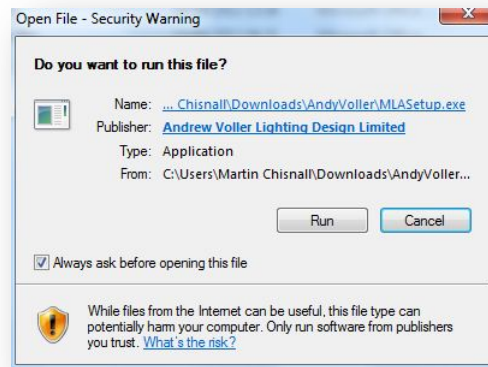 Open File - Security Warning
Do you want to run this file?
Name: ... Chisnall\Downloads\AndyVoller\MLASetup.exe
Publisher: Andrew Voller Lighting Design Limited
Type: Application
From: C:\Users\Martin Chisnall\Downloads\AndyVoller...
Run Cancel
Always ask before opening this file
While files from the Internet can be useful, this file type can
potentially harm your computer. Only run software from publishers
you trust. What's the risk?